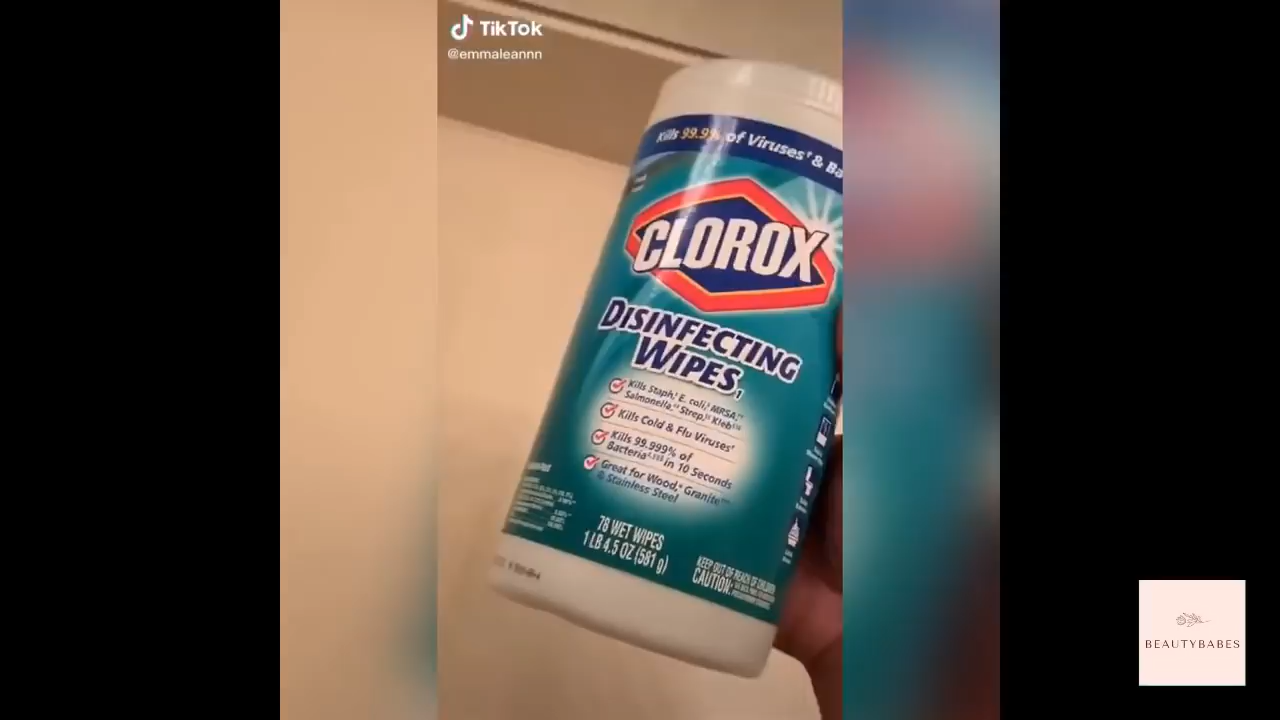 TikTok
@emmaleannn
Kills 99.9% of Viruses† & Ba
CLOROX
DISINFECTING
WIPES1
Kills Staph, E. coli, MRSA,
Salmonella, Strep, Kleb
Kills Cold & Flu Viruses
Kills 99.999% of
Bacteria in 10 Seconds
Great for Wood, Granite
& Stainless Steel
78 WET WIPES
1 LB 4.5 OZ (581 g)
KEEP OUT OF REACH OF CHILDREN
CAUTION:
BEAUTYBABES